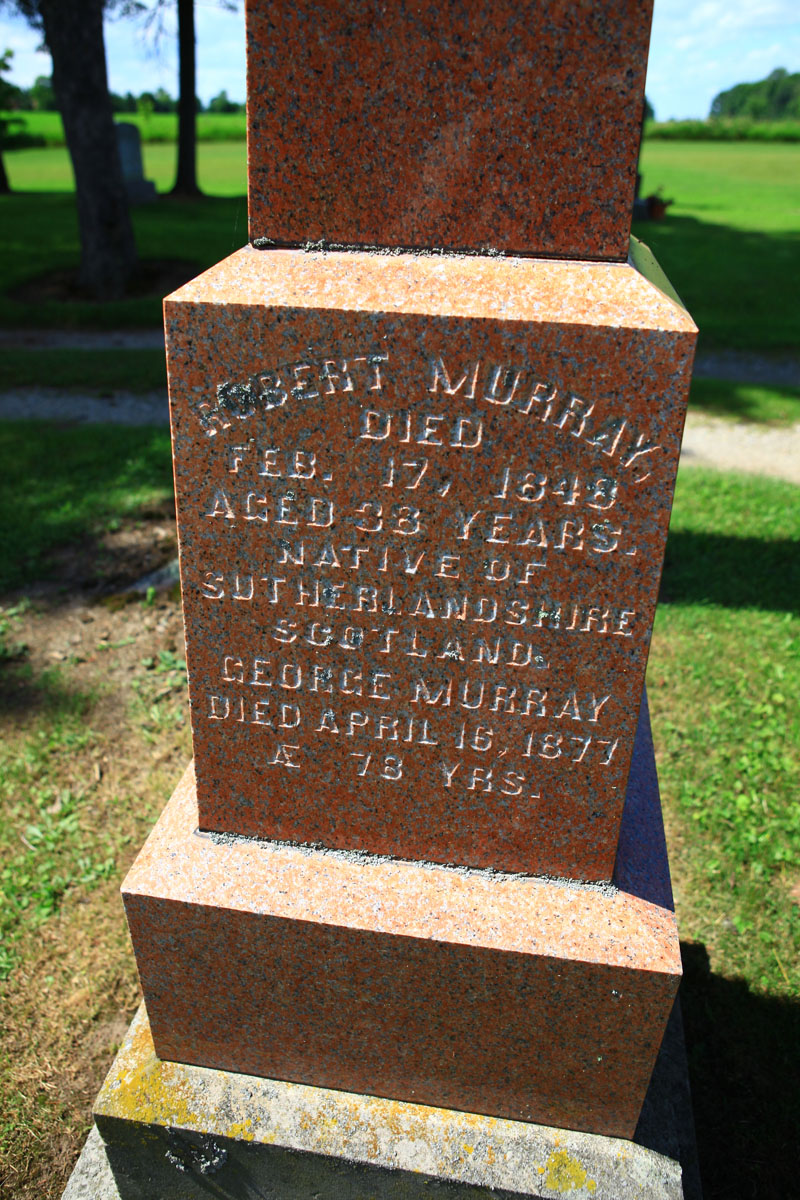 ROBERT MURRAY,
DIED
FEB. 17, 1848
AGED 38 YEARS.
NATIVE OF
SUTHERLANDSHIRE
SCOTLAND.
GEORGE MURRAY
DIED APRIL 16, 1877
Æ 78 YRS.